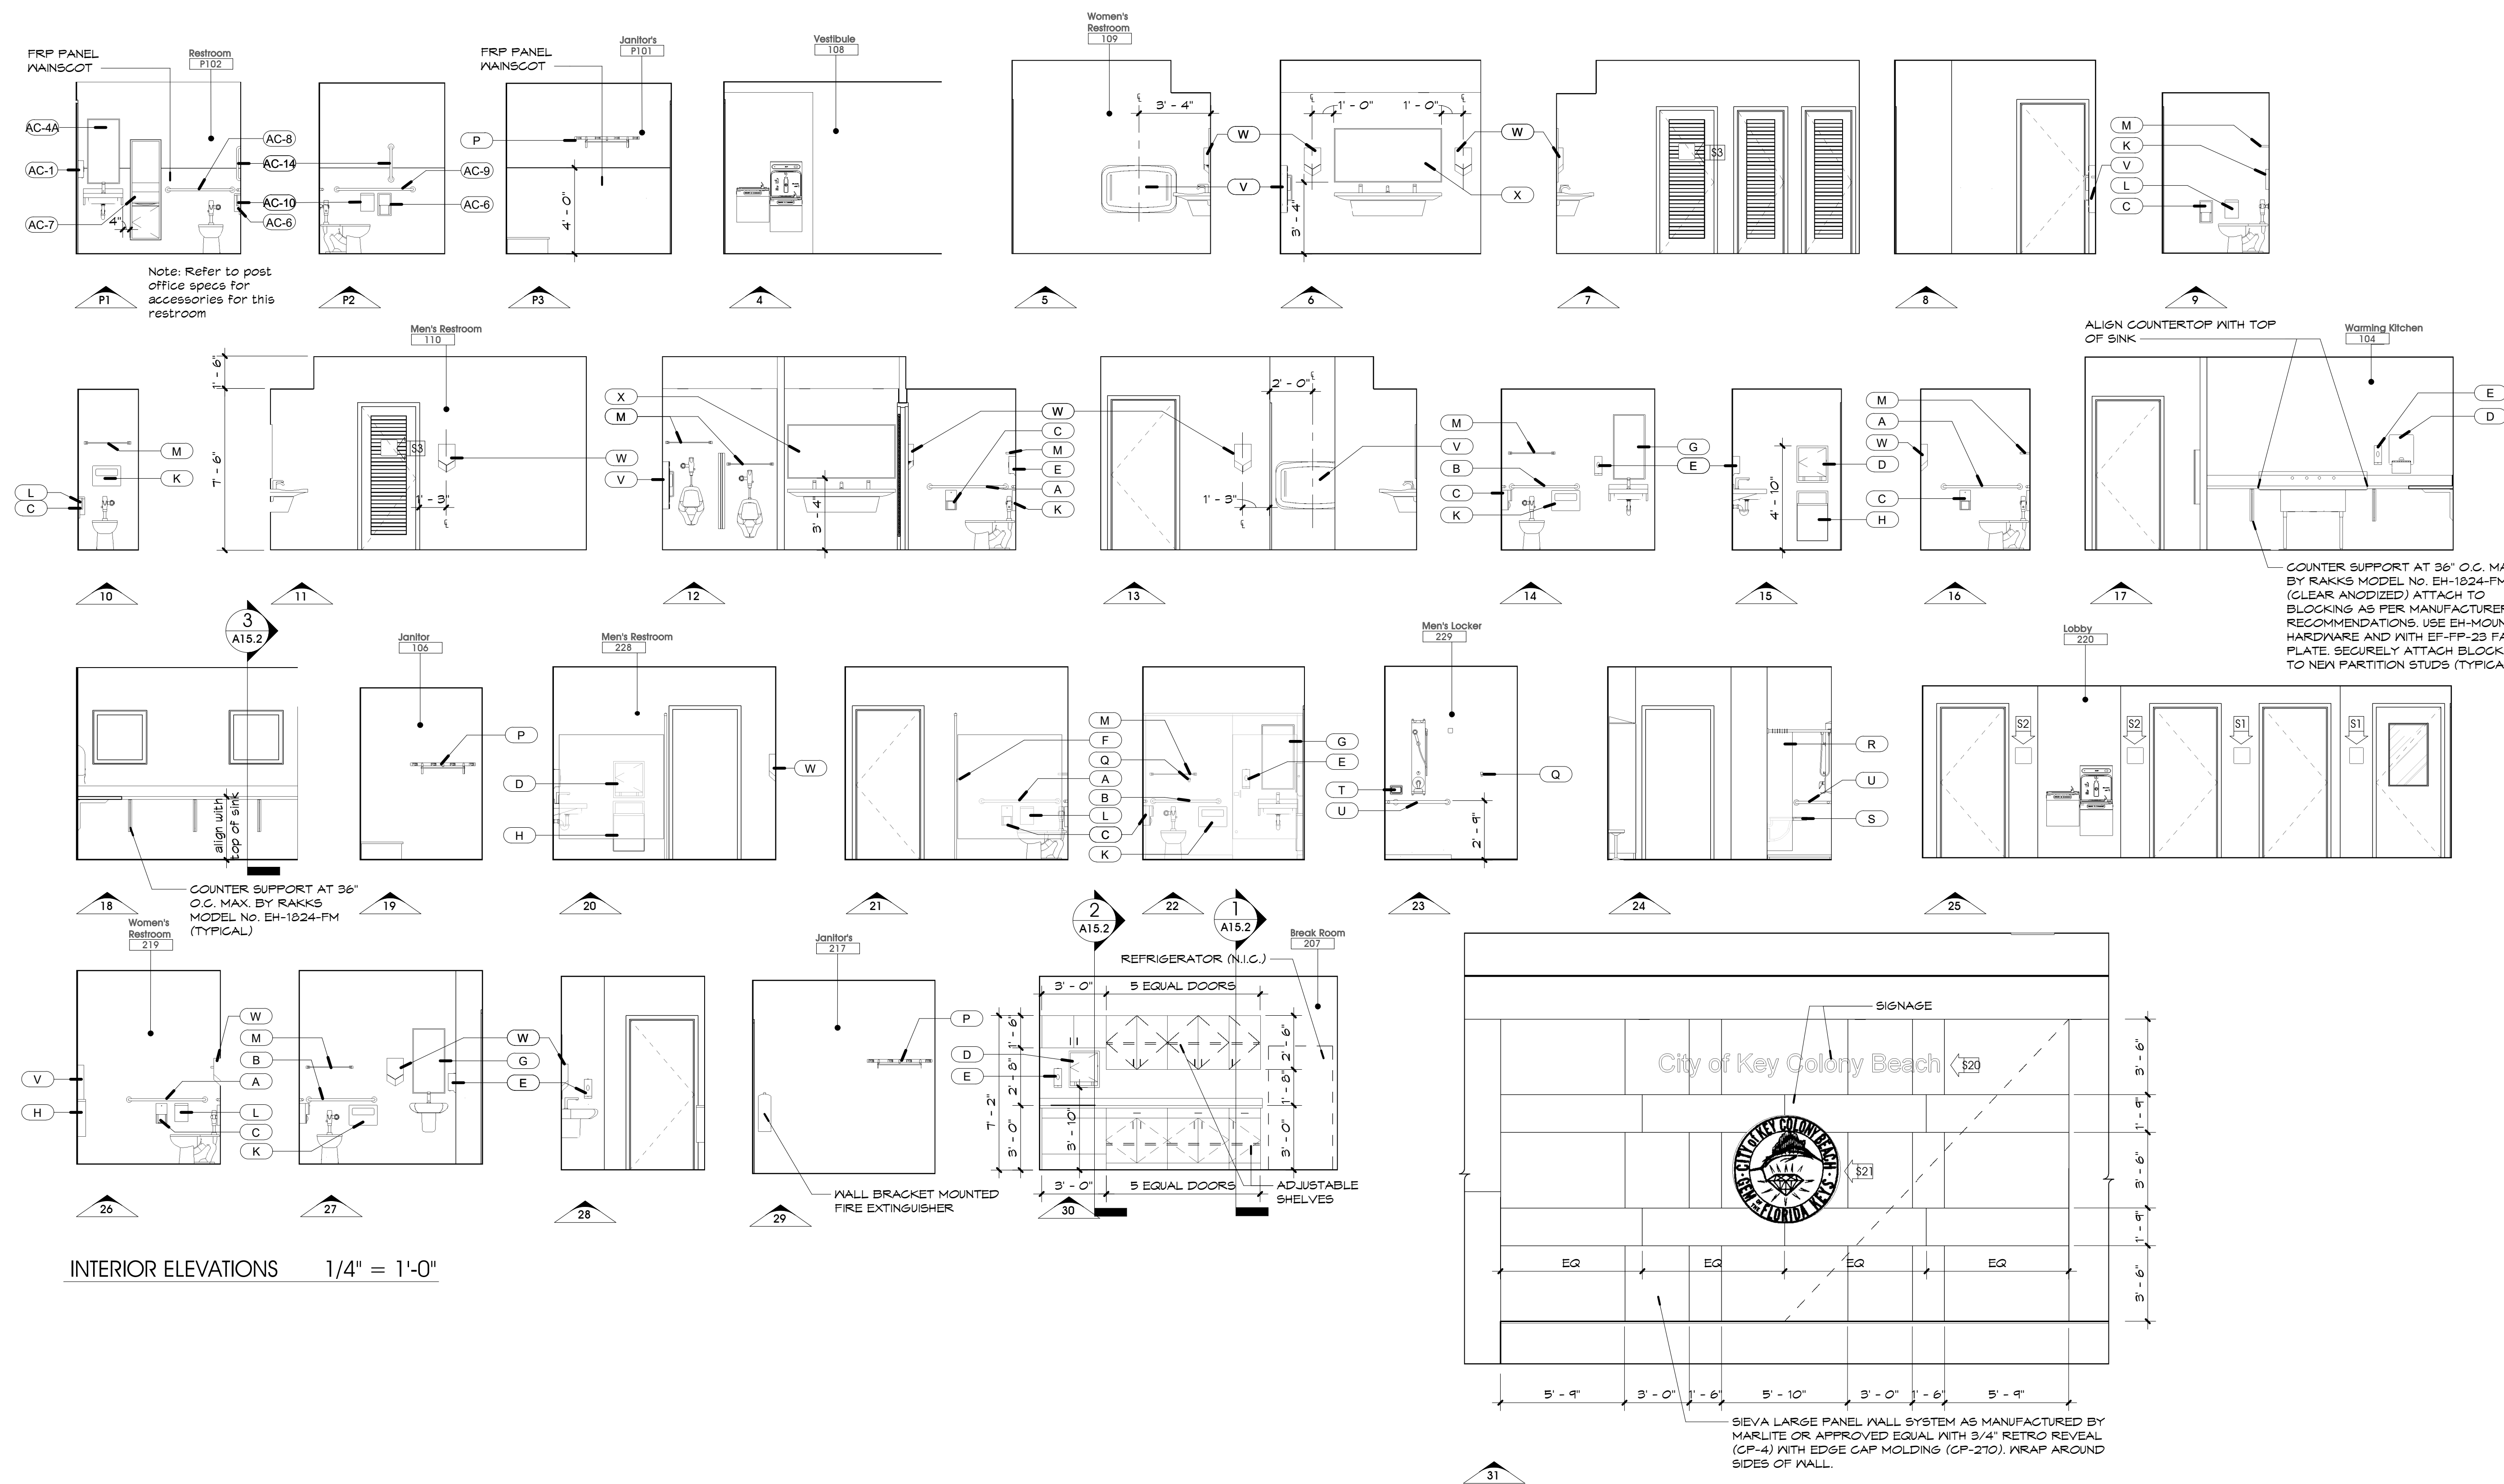 FRP PANEL
WAINSCOT
Restroom
P102
AC-4A
AC-1
AC-7
4"
AC-8
AC-14
AC-10
AC-6
Note: Refer to post
office specs for
accessories for this
restroom
P1
AC-9
AC-6
P2
FRP PANEL
WAINSCOT
Janitor's
P101
P
4' - 0"
P3
Vestibule
108
4
Women's
Restroom
109
3' - 4"
W
V
5
1' - 0"
1' - 0"
3' - 4"
W
X
6
S3
7
8
M
K
V
L
C
9
L
C
M
K
10
Men's Restroom
110
1' - 6"
7' - 6"
S3
1' - 3"
W
V
11
X
M
3' - 4"
W
C
M
E
A
K
12
2' - 0"
1' - 3"
V
13
M
B
C
K
G
E
14
4' - 10"
D
H
15
M
A
W
C
16
ALIGN COUNTERTOP WITH TOP
OF SINK
Warming Kitchen
104
E
D
COUNTER SUPPORT AT 36" O.C.
BY RAKKS MODEL No. EH-1824-FM
(CLEAR ANODIZED) ATTACH TO
BLOCKING AS PER MANUFACTURER
RECOMMENDATIONS. USE
HARDWARE AND WITH EF-FP-23
PLATE. SECURELY ATTACH
TO NEW PARTITION STUDS
17
3
A15.2
align with
top of sink
COUNTER SUPPORT AT 36"
O.C. MAX. BY RAKKS
MODEL No. EH-1824-FM
(TYPICAL)
18
Janitor
106
P
19
Men's Restroom
228
D
H
W
20
M
F
Q
A
B
L
C
K
21
G
E
22
Men's Locker
229
T
U
Q
2' - 9"
23
R
U
S
24
Lobby
220
S2
S2
S1
S1
25
Women's
Restroom
219
V
H
W
M
B
A
L
C
K
26
W
G
E
27
28
Janitor's
217
P
WALL BRACKET MOUNTED
FIRE EXTINGUISHER
29
2
A15.2
1
A15.2
Break Room
207
REFRIGERATOR (N.I.C.)
3' - 0"
5 EQUAL DOORS
D
E
7' - 2"
1' - 6"
2' - 8"
3' - 0"
3' - 10"
2' - 6"
1' - 8"
3' - 0"
3' - 0"
5 EQUAL DOORS
ADJUSTABLE
SHELVES
30
SIGNAGE
City of Key Colony Beach
S20
CITY of KEY COLONY BEACH
GEM OF THE FLORIDA KEYS
S21
EQ
EQ
EQ
EQ
3' - 6"
1' - 9"
3' - 6"
1' - 9"
3' - 6"
5' - 9"
3' - 0"
1' - 6"
5' - 10"
3' - 0"
1' - 6"
5' - 9"
SIEVA LARGE PANEL WALL SYSTEM AS MANUFACTURED BY
MARLITE OR APPROVED EQUAL WITH 3/4" RETRO REVEAL
(CP-4) WITH EDGE CAP MOLDING (CP-270). WRAP AROUND
SIDES OF WALL.
31
INTERIOR ELEVATIONS 1/4" = 1'-0"